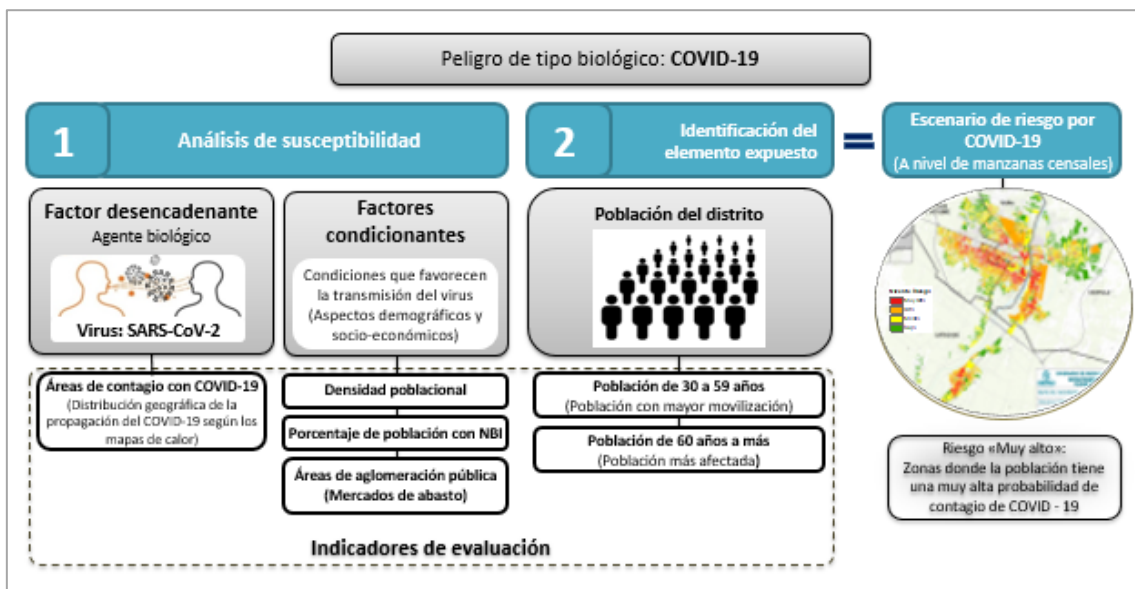 Peligro de tipo biológico: COVID-19
1
Análisis de susceptibilidad
2
Identificación del
elemento expuesto
Escenario de riesgo por
COVID-19
(A nivel de manzanas censales)
Factor desencadenante
Agente biológico
Virus: SARS-CoV-2
Factores
condicionantes
Condiciones que favorecen
la transmisión del virus
(Aspectos demográficos y
socio-económicos)
Población del distrito
Áreas de contagio con COVID-19
(Distribución geográfica de la
propagación del COVID-19 según los
mapas de calor)
Densidad poblacional
Porcentaje de población con NBI
Áreas de aglomeración pública
(Mercados de abasto)
Población de 30 a 59 años
(Población con mayor movilización)
Población de 60 años a más
(Población más afectada)
Riesgo «Muy alto»:
Zonas donde la población tiene
una muy alta probabilidad de
contagio de COVID - 19
Indicadores de evaluación